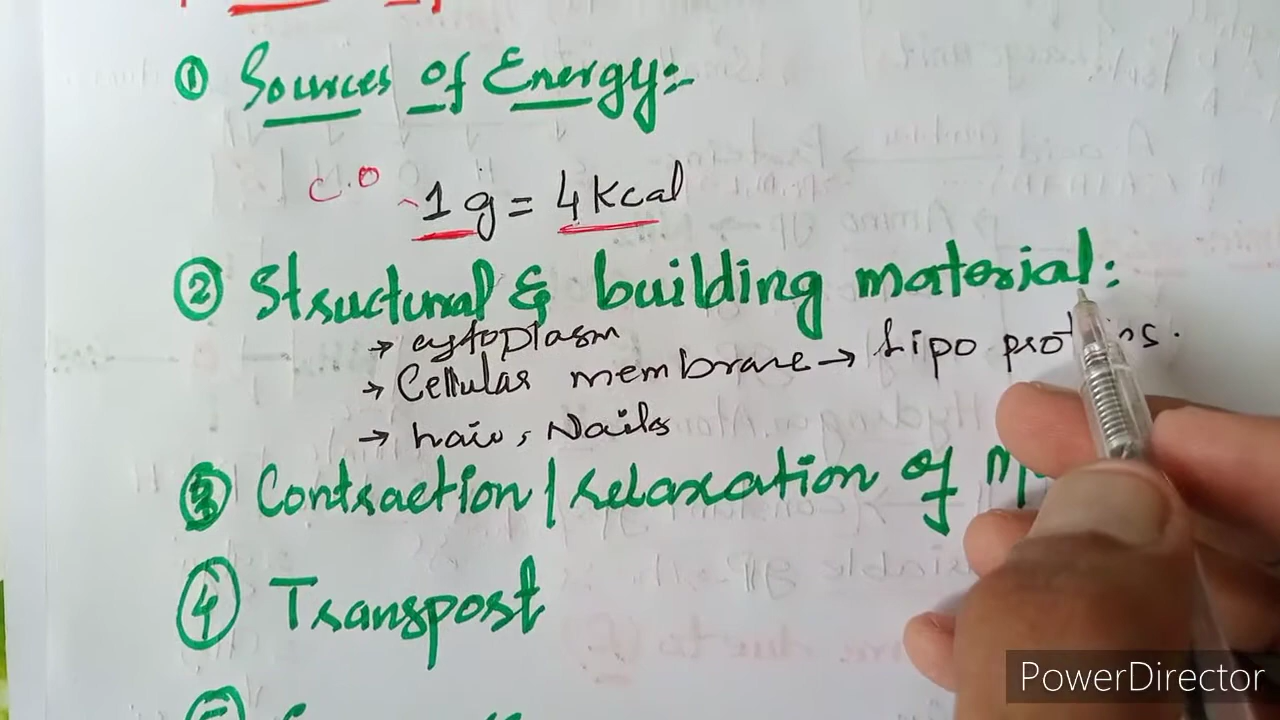 ① Sources of Energy:-
C.O 1g = 4Kcal
② Structural & building material:
→ cytoplasm
→ Cellular membrane → Lipo proteins.
→ hair, Nails
③ Contraction / relaxation of
④ Transport
PowerDirector